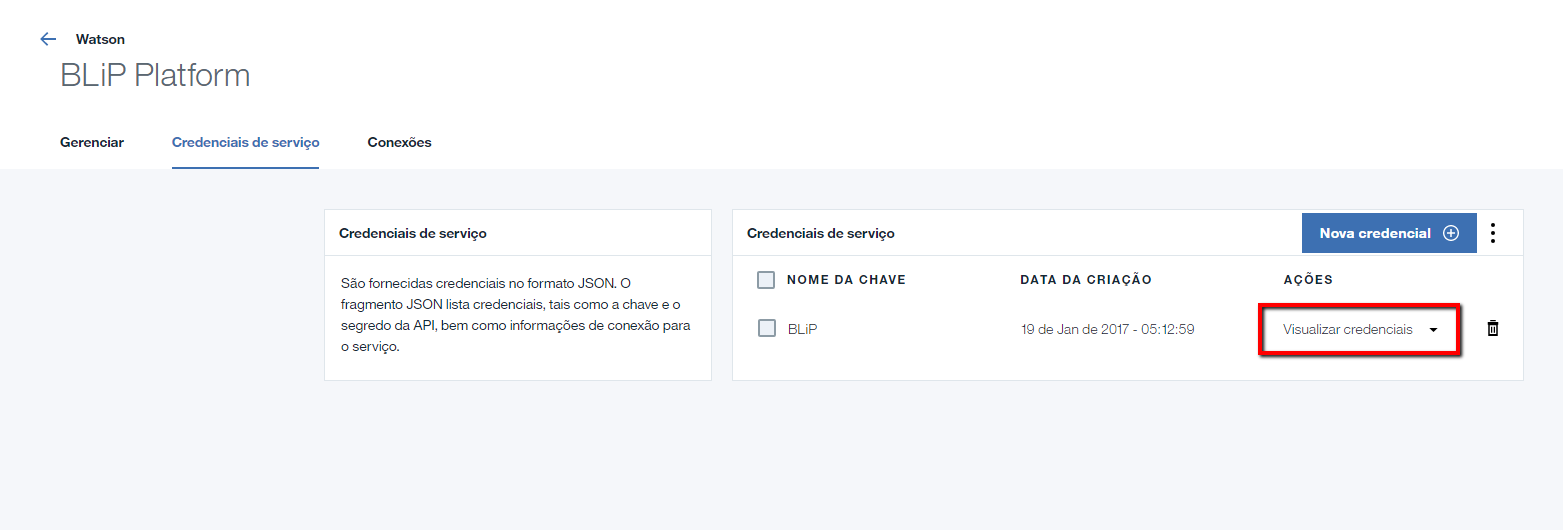 Watson
BLiP Platform
Gerenciar Credenciais de serviço Conexões
Credenciais de serviço
São fornecidas credenciais no formato JSON. O
fragmento JSON lista credenciais, tais como a chave e o
segredo da API, bem como informações de conexão para
o serviço.
Credenciais de serviço Nova credencial
NOME DA CHAVE DATA DA CRIAÇÃO AÇÕES
BLiP 19 de Jan de 2017 - 05:12:59 Visualizar credenciais